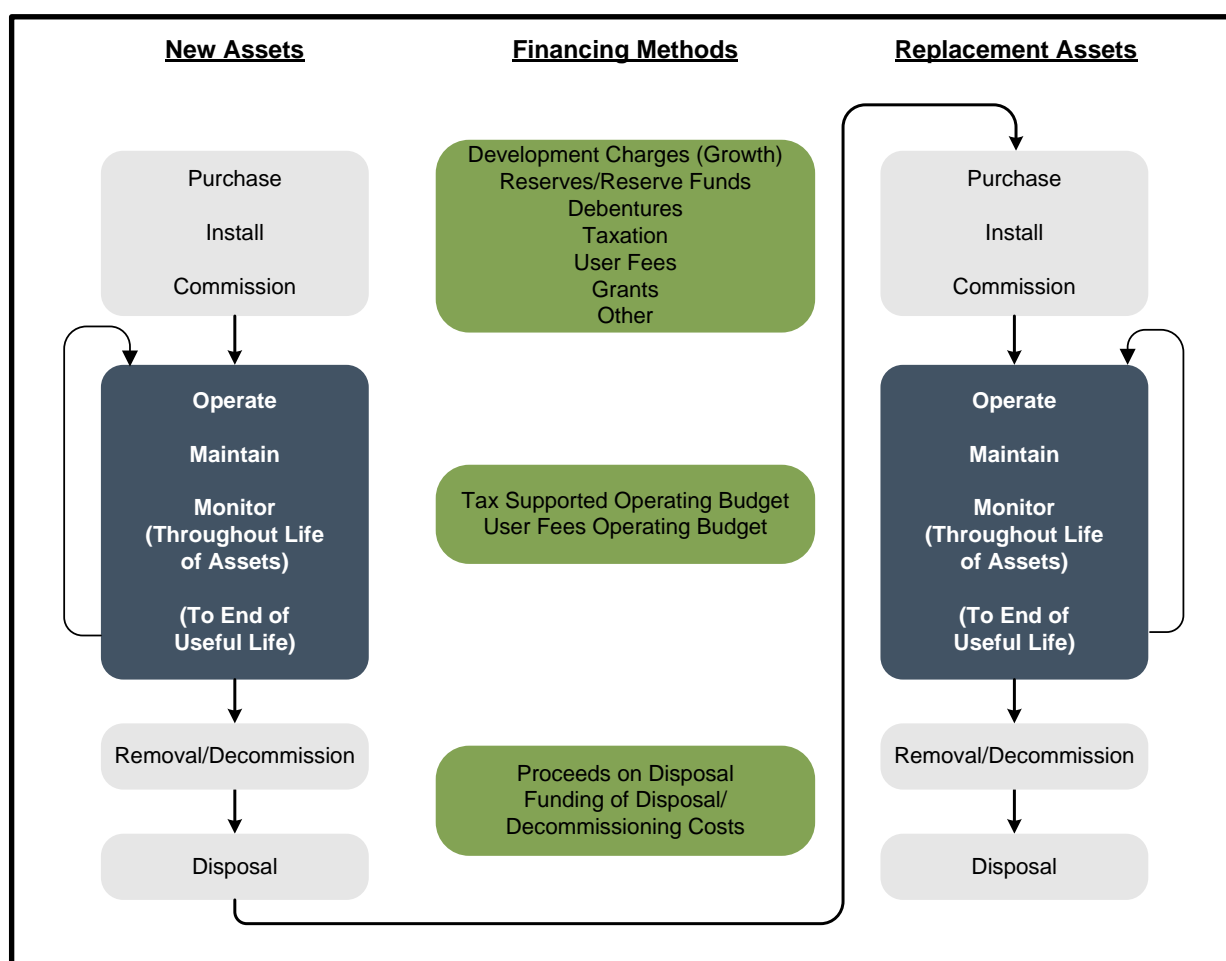 New Assets
Purchase
Install
Commission
Operate
Maintain
Monitor
(Throughout Life
of Assets)
(To End of
Useful Life)
Removal/Decommission
Disposal
Financing Methods
Development Charges (Growth)
Reserves/Reserve Funds
Debentures
Taxation
User Fees
Grants
Other
Tax Supported Operating Budget
User Fees Operating Budget
Proceeds on Disposal
Funding of Disposal/
Decommissioning Costs
Replacement Assets
Purchase
Install
Commission
Operate
Maintain
Monitor
(Throughout Life
of Assets)
(To End of
Useful Life)
Removal/Decommission
Disposal